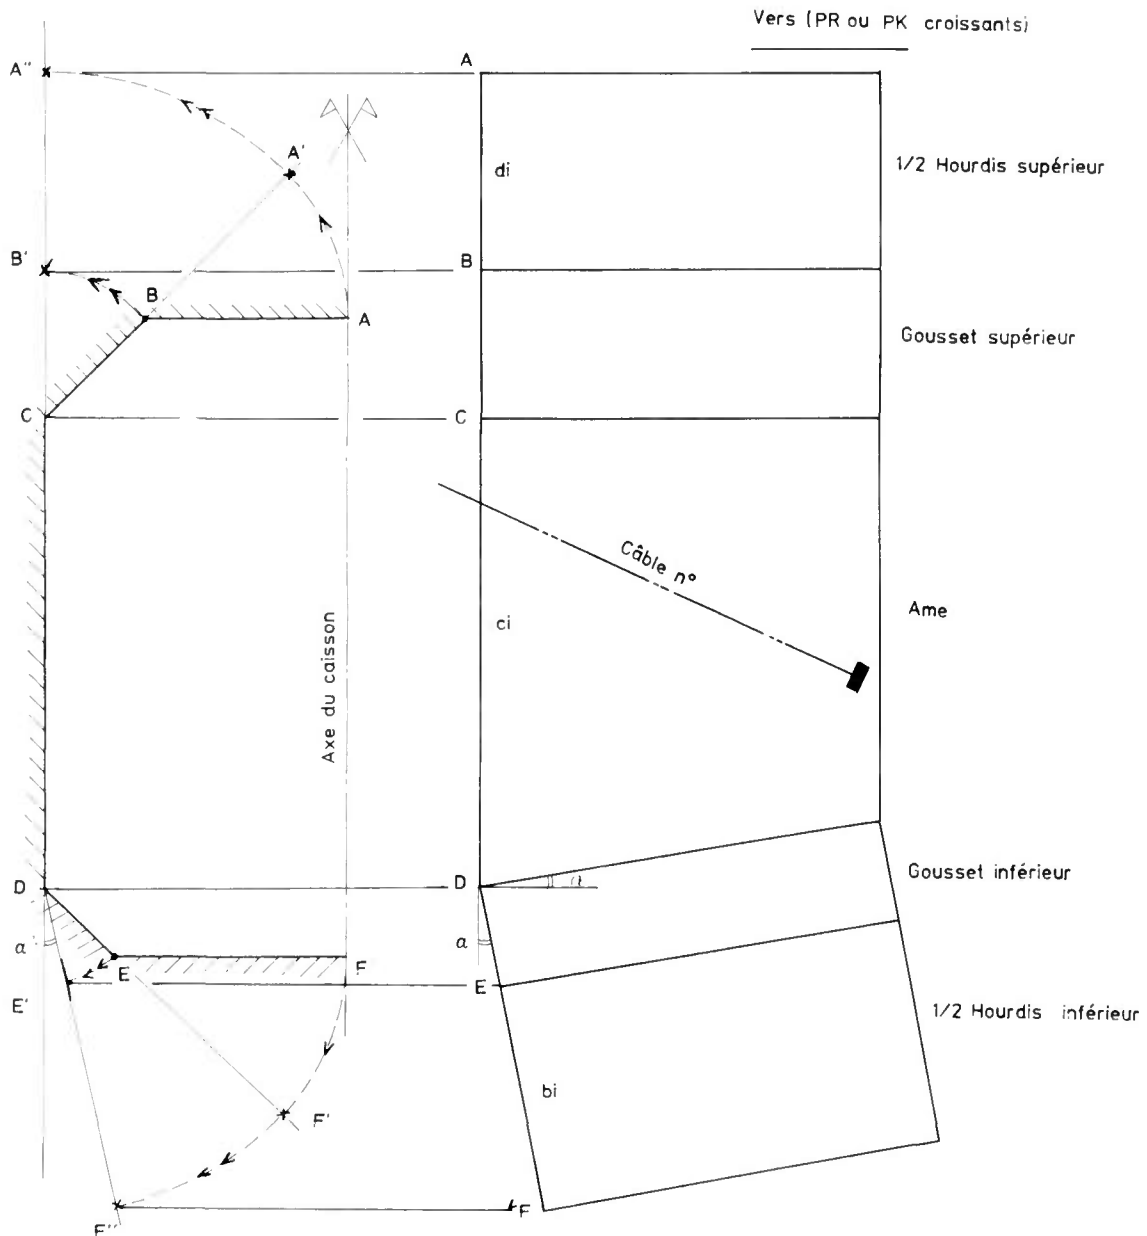 Vers (PR ou PK croissants)
A"
A
A'
di
1/2 Hourdis supérieur
B'
B
B
A
Gousset supérieur
C
C
Câble n°
Axe du caisson
ci
Ame
D
D
α
Gousset inférieur
α
α
E
F
E
E'
1/2 Hourdis inférieur
bi
F'
F
F"